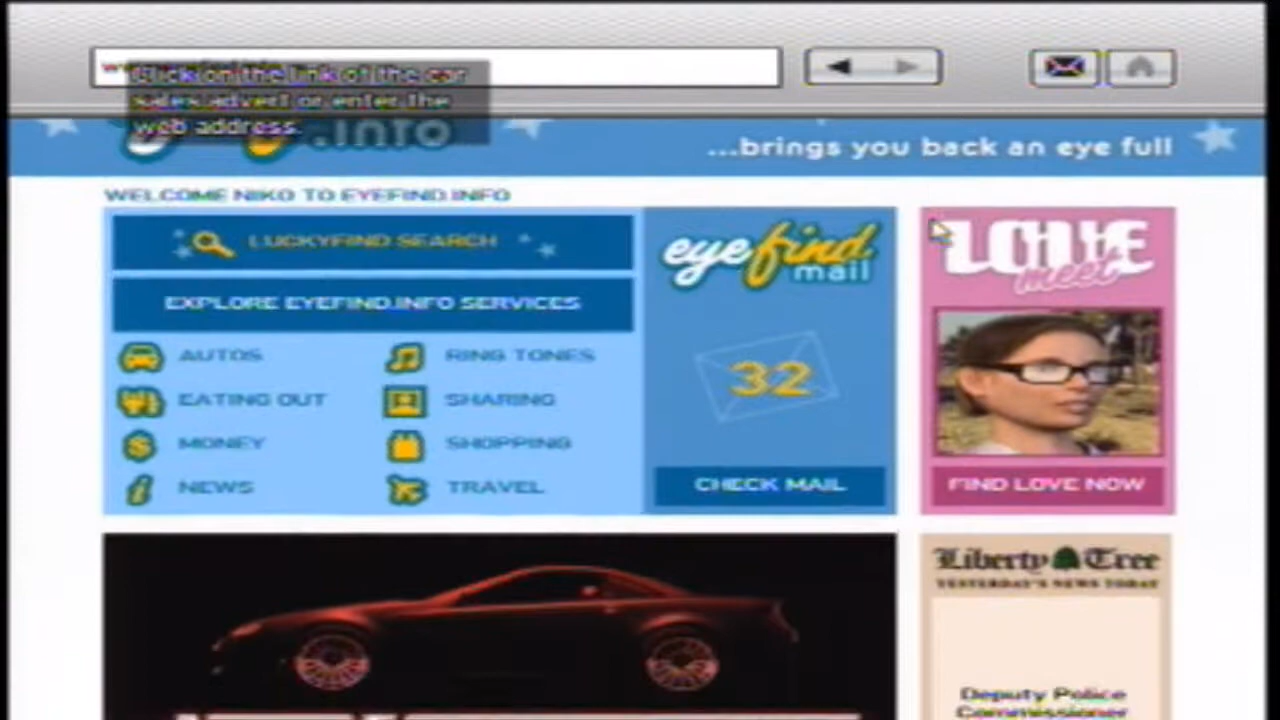 Click on the link of the car
sales advert or enter the
web address.
.INFO
...brings you back an eye full
WELCOME NIKO TO EYEFIND.INFO
LUCKYFIND SEARCH
EXPLORE EYEFIND.INFO SERVICES
AUTOS
RING TONES
EATING OUT
SHARING
MONEY
SHOPPING
NEWS
TRAVEL
eyefind
mail
32
CHECK MAIL
LOVE
meet
FIND LOVE NOW
Liberty Tree
YESTERDAY'S NEWS TODAY
Deputy Police
Commissioner